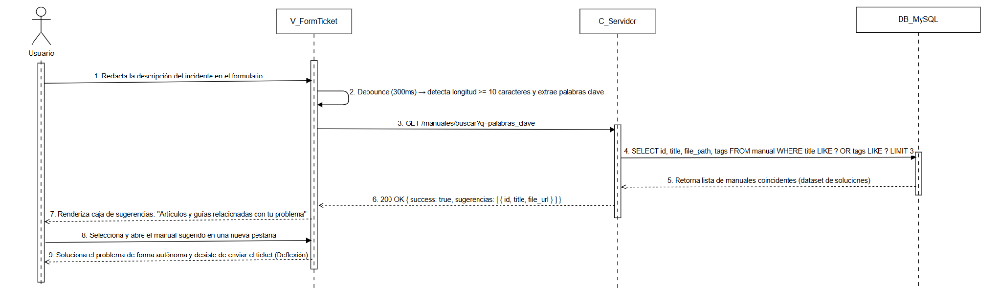 V_FormTicket
C_Servidor
DB_MySQL
Usuario
1. Redacta la descripción del incidente en el formulario
2. Debounce (300ms) → detecta longitud >= 10 caracteres y extrae palabras clave
3. GET /manuales/buscar?q=palabras_clave
4. SELECT id, title, file_path, tags FROM manual WHERE title LIKE ? OR tags LIKE ? LIMIT 3
5. Retorna lista de manuales coincidentes (dataset de soluciones)
6. 200 OK { success: true, sugerencias: [ { id, title, file_url } ] }
7. Renderiza caja de sugerencias: "Artículos y guías relacionadas con tu problema"
8. Selecciona y abre el manual sugerido en una nueva pestaña
9. Soluciona el problema de forma autónoma y desiste de enviar el ticket (Deflexión)